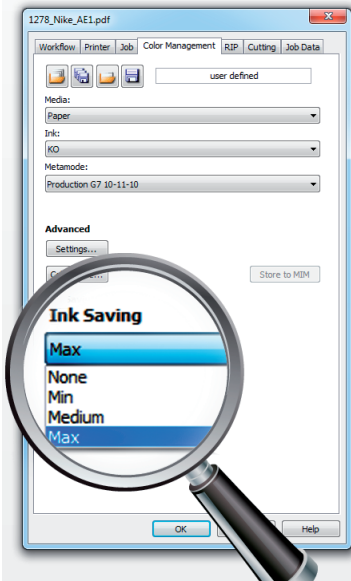 1278_Nike_AE1.pdf
Workflow Printer Job Color Management RIP Cutting Job Data
user defined
Media:
Paper
Ink:
KO
Metamode:
Production G7 10-11-10
Advanced
Settings...
Store to MIM
Ink Saving
Max
None
Min
Medium
Max
OK Help